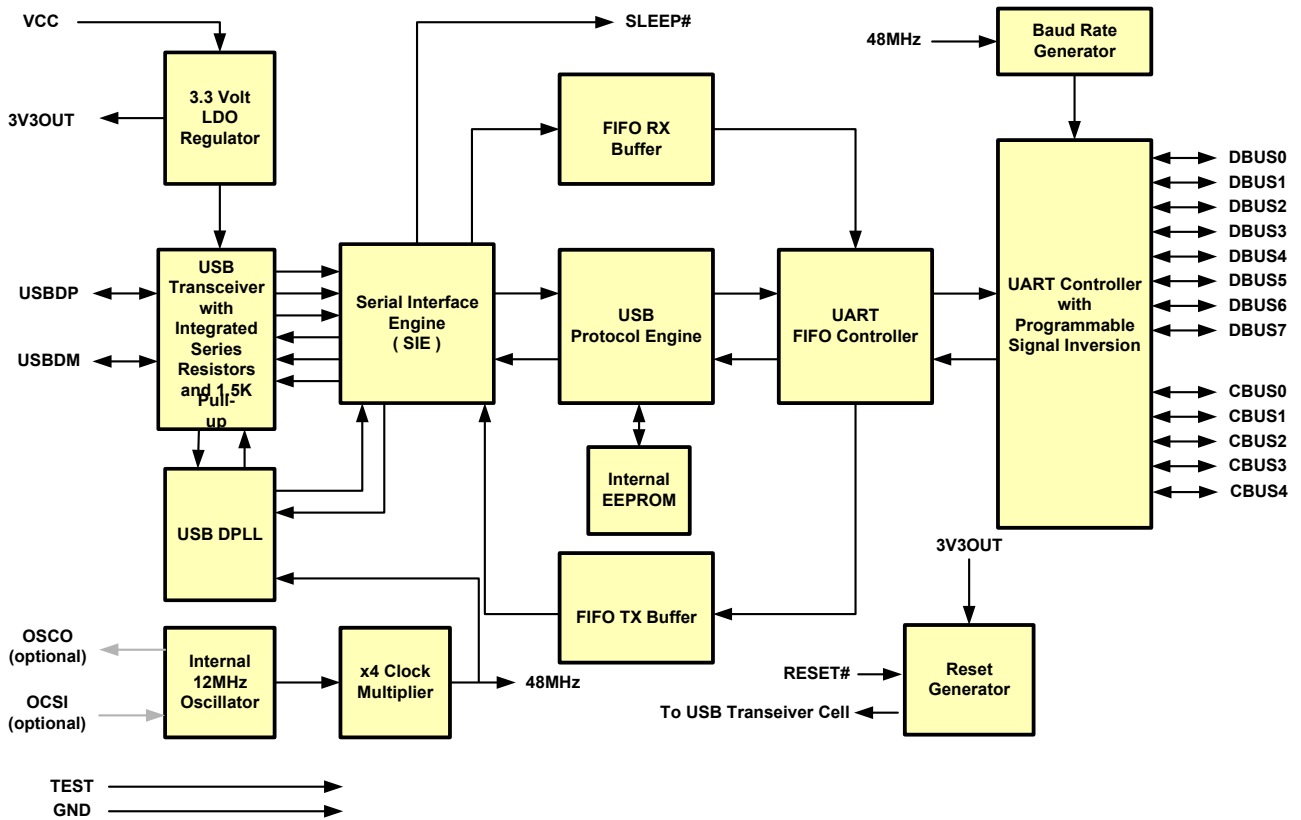 VCC
SLEEP#
48MHz
Baud Rate
Generator
3.3 Volt
LDO
Regulator
3V3OUT
FIFO RX
Buffer
DBUS0
DBUS1
DBUS2
DBUS3
DBUS4
DBUS5
DBUS6
DBUS7
USBDP
USBDM
USB
Transceiver
with
Integrated
Series
Resistors
and 1.5K
Pull-
up
Serial Interface
Engine
( SIE )
USB
Protocol Engine
UART
FIFO Controller
UART Controller
with
Programmable
Signal Inversion
CBUS0
CBUS1
CBUS2
CBUS3
CBUS4
USB DPLL
Internal
EEPROM
3V3OUT
FIFO TX Buffer
OSCO
(optional)
OCSI
(optional)
Internal
12MHz
Oscillator
x4 Clock
Multiplier
48MHz
RESET#
Reset
Generator
To USB Transeiver Cell
TEST
GND